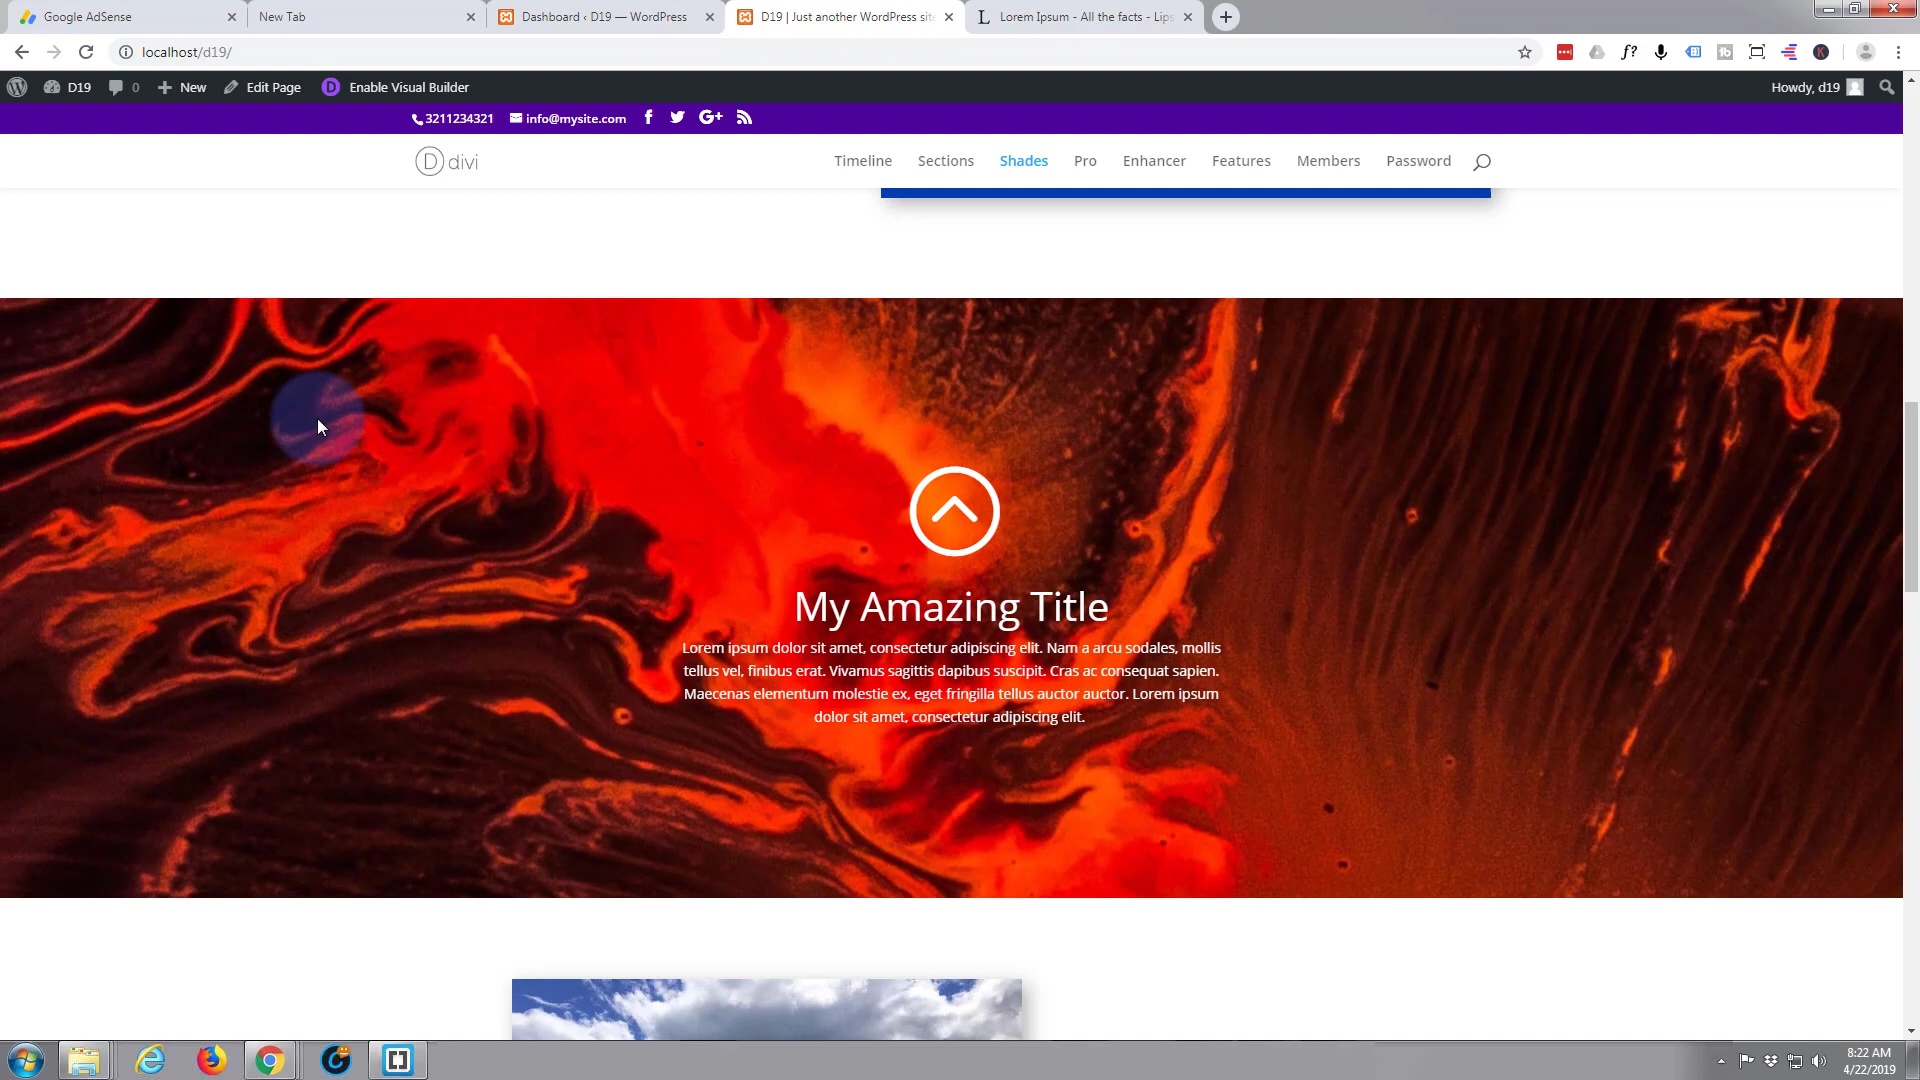 Google AdSense
New Tab
Dashboard ‹ D19 — WordPress
D19 | Just another WordPress sit
Lorem Ipsum - All the facts - Lips
localhost/d19/
D19
0
New
Edit Page
Enable Visual Builder
Howdy, d19
3211234321
info@mysite.com
divi
Timeline
Sections
Shades
Pro
Enhancer
Features
Members
Password
My Amazing Title
Lorem ipsum dolor sit amet, consectetur adipiscing elit. Nam a arcu sodales, mollis
tellus vel, finibus erat. Vivamus sagittis dapibus suscipit. Cras ac consequat sapien.
Maecenas elementum molestie ex, eget fringilla tellus auctor auctor. Lorem ipsum
dolor sit amet, consectetur adipiscing elit.
8:22 AM
4/22/2019